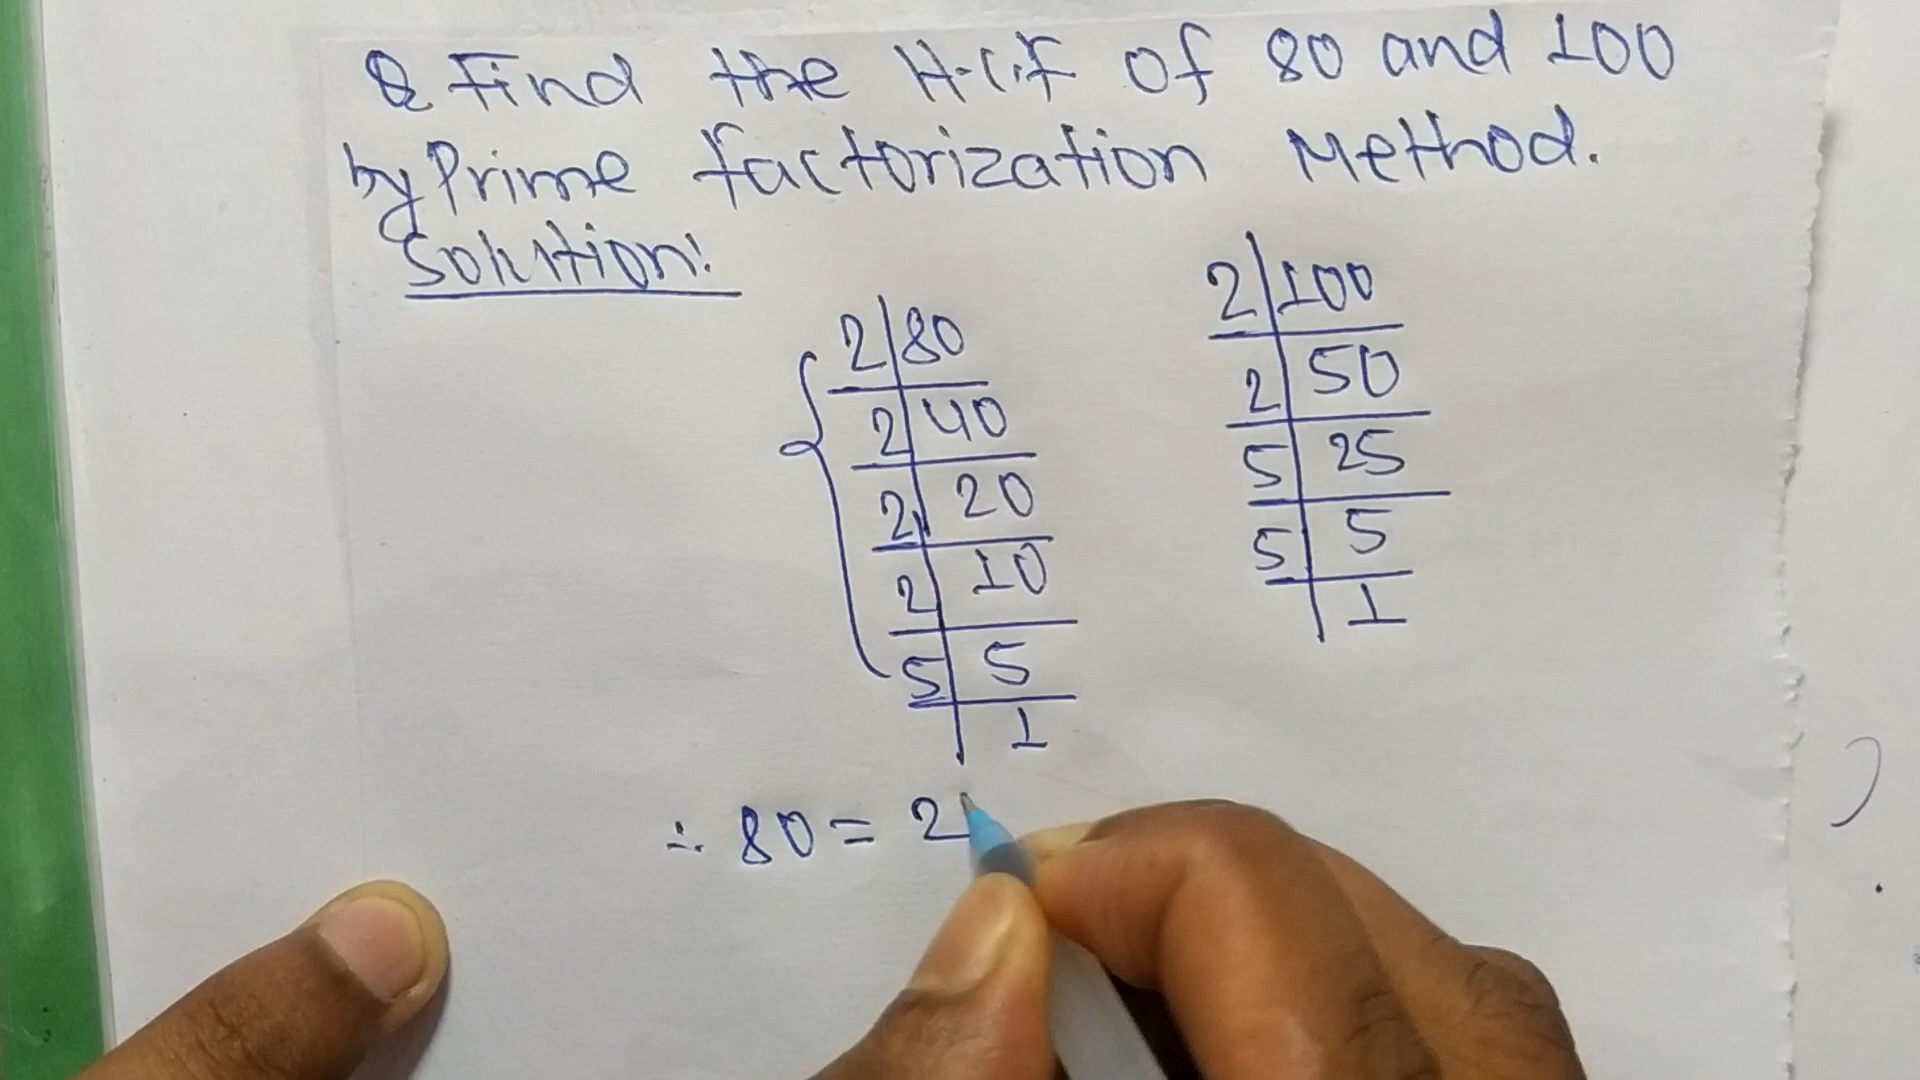 Q Find the H.C.F of 80 and 100
by Prime factorization Method.
Solution:
2 80
2 40
2 20
2 10
5 5
1
2 100
2 50
5 25
5 5
1
∴ 80 = 2